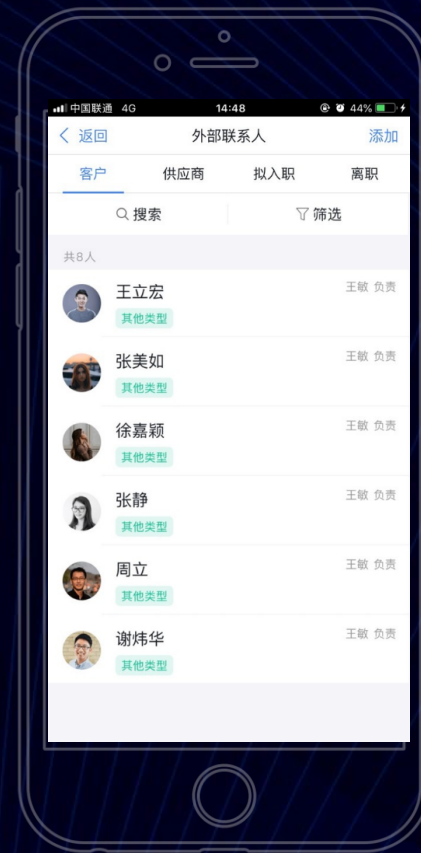 中国联通 4G 14:48 44%
返回 外部联系人 添加
客户 供应商 拟入职 离职
搜索 筛选
共8人
王立宏 王敏 负责
其他类型
张美如 王敏 负责
其他类型
徐嘉颖 王敏 负责
其他类型
张静 王敏 负责
其他类型
周立 王敏 负责
其他类型
谢炜华 王敏 负责
其他类型